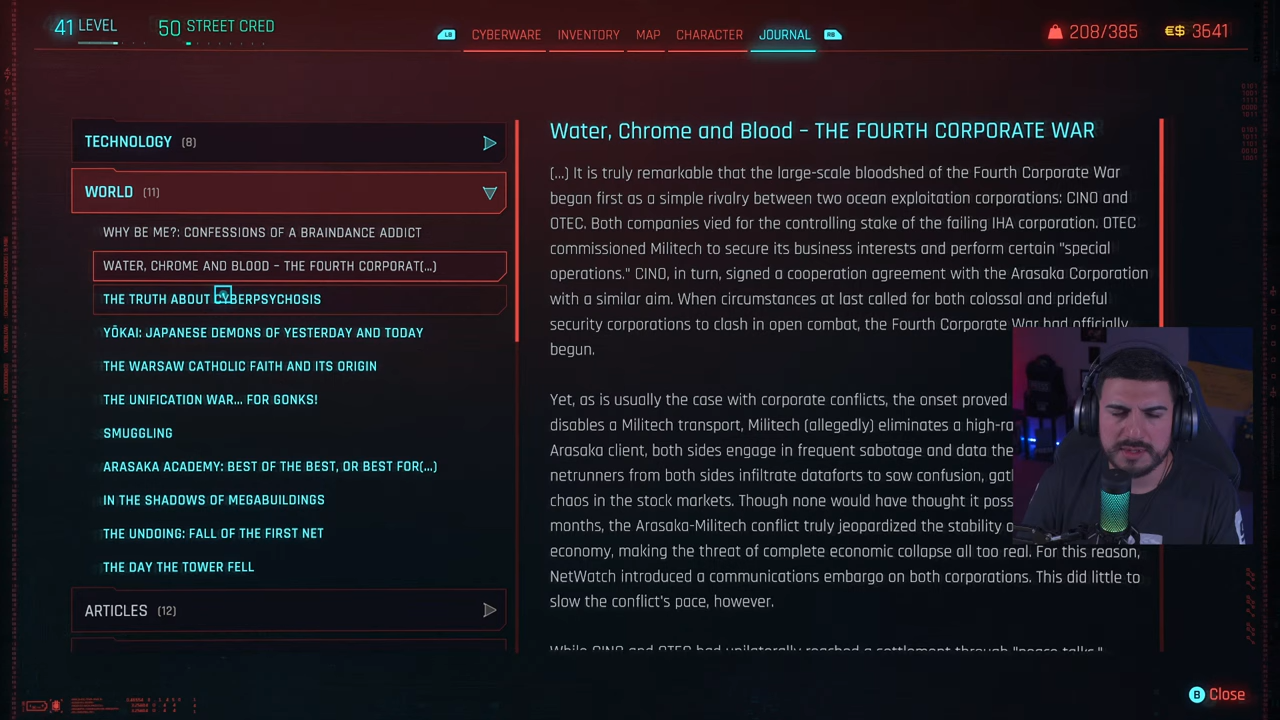 41 LEVEL
50 STREET CRED
LB CYBERWARE INVENTORY MAP CHARACTER JOURNAL RB
208/385
€$ 3641
TECHNOLOGY (8)
WORLD (11)
WHY BE ME?: CONFESSIONS OF A BRAINDANCE ADDICT
WATER, CHROME AND BLOOD – THE FOURTH CORPORAT(...)
THE TRUTH ABOUT BERPSYCHOSIS
YŌKAI: JAPANESE DEMONS OF YESTERDAY AND TODAY
THE WARSAW CATHOLIC FAITH AND ITS ORIGIN
THE UNIFICATION WAR... FOR GONKS!
SMUGGLING
ARASAKA ACADEMY: BEST OF THE BEST, OR BEST FOR(...)
IN THE SHADOWS OF MEGABUILDINGS
THE UNDOING: FALL OF THE FIRST NET
THE DAY THE TOWER FELL
ARTICLES (12)
Water, Chrome and Blood – THE FOURTH CORPORATE WAR
(...) It is truly remarkable that the large-scale bloodshed of the Fourth Corporate War
began first as a simple rivalry between two ocean exploitation corporations: CINO and
OTEC. Both companies vied for the controlling stake of the failing IHA corporation. OTEC
commissioned Militech to secure its business interests and perform certain "special
operations." CINO, in turn, signed a cooperation agreement with the Arasaka Corporation
with a similar aim. When circumstances at last called for both colossal and prideful
security corporations to clash in open combat, the Fourth Corporate War had officially
begun.
Yet, as is usually the case with corporate conflicts, the onset proved
disables a Militech transport, Militech (allegedly) eliminates a high-ra
Arasaka client, both sides engage in frequent sabotage and data the
netrunners from both sides infiltrate dataforts to sow confusion, gat
chaos in the stock markets. Though none would have thought it poss
months, the Arasaka-Militech conflict truly jeopardized the stability o
economy, making the threat of complete economic collapse all too real. For this reason,
NetWatch introduced a communications embargo on both corporations. This did little to
slow the conflict's pace, however.
While CINO and OTEC had unilaterally reached a settlement through "peace talks,"
B Close